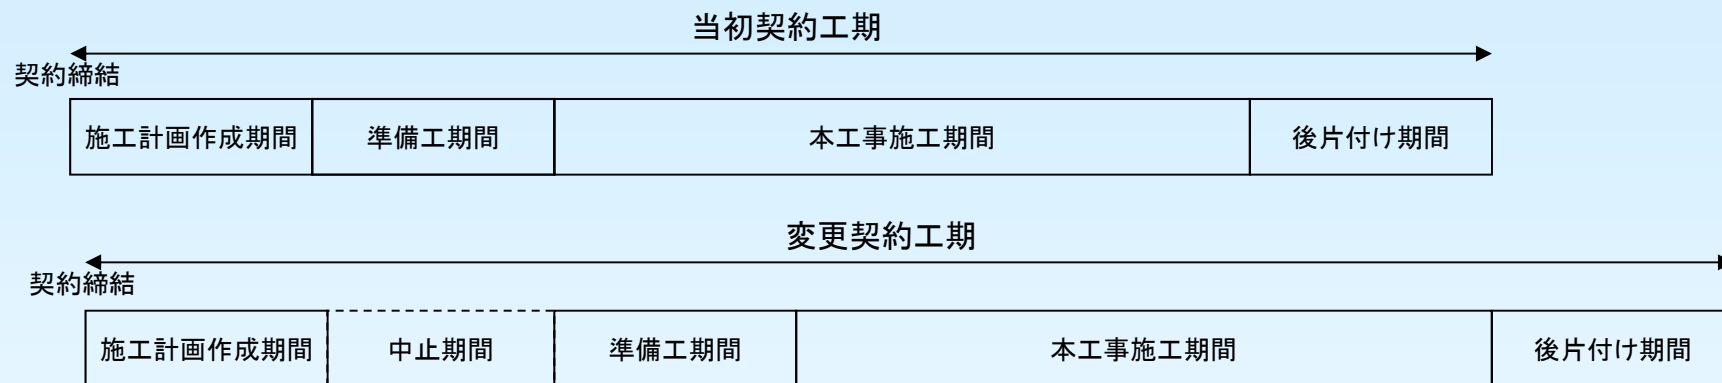 当初契約工期
契約締結
施工計画作成期間 準備工期間 本工事施工期間 後片付け期間
変更契約工期
契約締結
施工計画作成期間 中止期間 準備工期間 本工事施工期間 後片付け期間